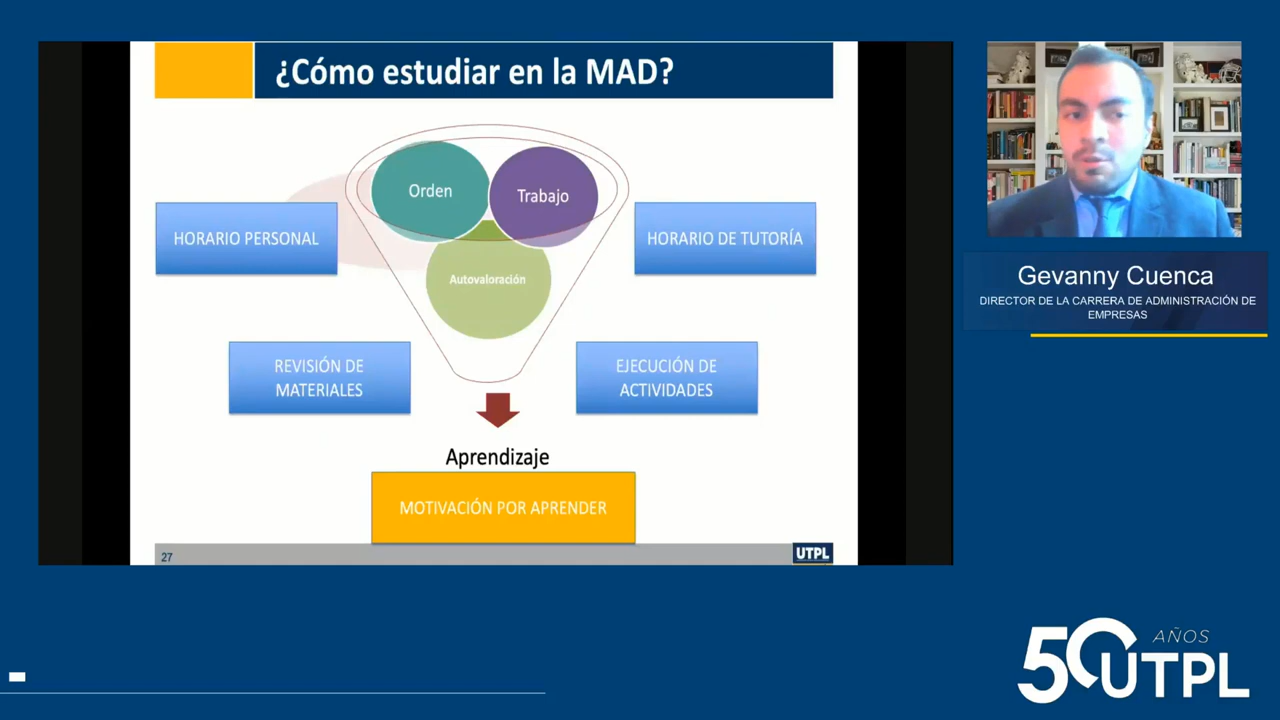 ¿Cómo estudiar en la MAD?
Orden
Trabajo
Autovaloración
HORARIO PERSONAL
HORARIO DE TUTORÍA
REVISIÓN DE
MATERIALES
EJECUCIÓN DE
ACTIVIDADES
Aprendizaje
MOTIVACIÓN POR APRENDER
27
UTPL
Gevanny Cuenca
DIRECTOR DE LA CARRERA DE ADMINISTRACIÓN DE
EMPRESAS
50 AÑOS
UTPL